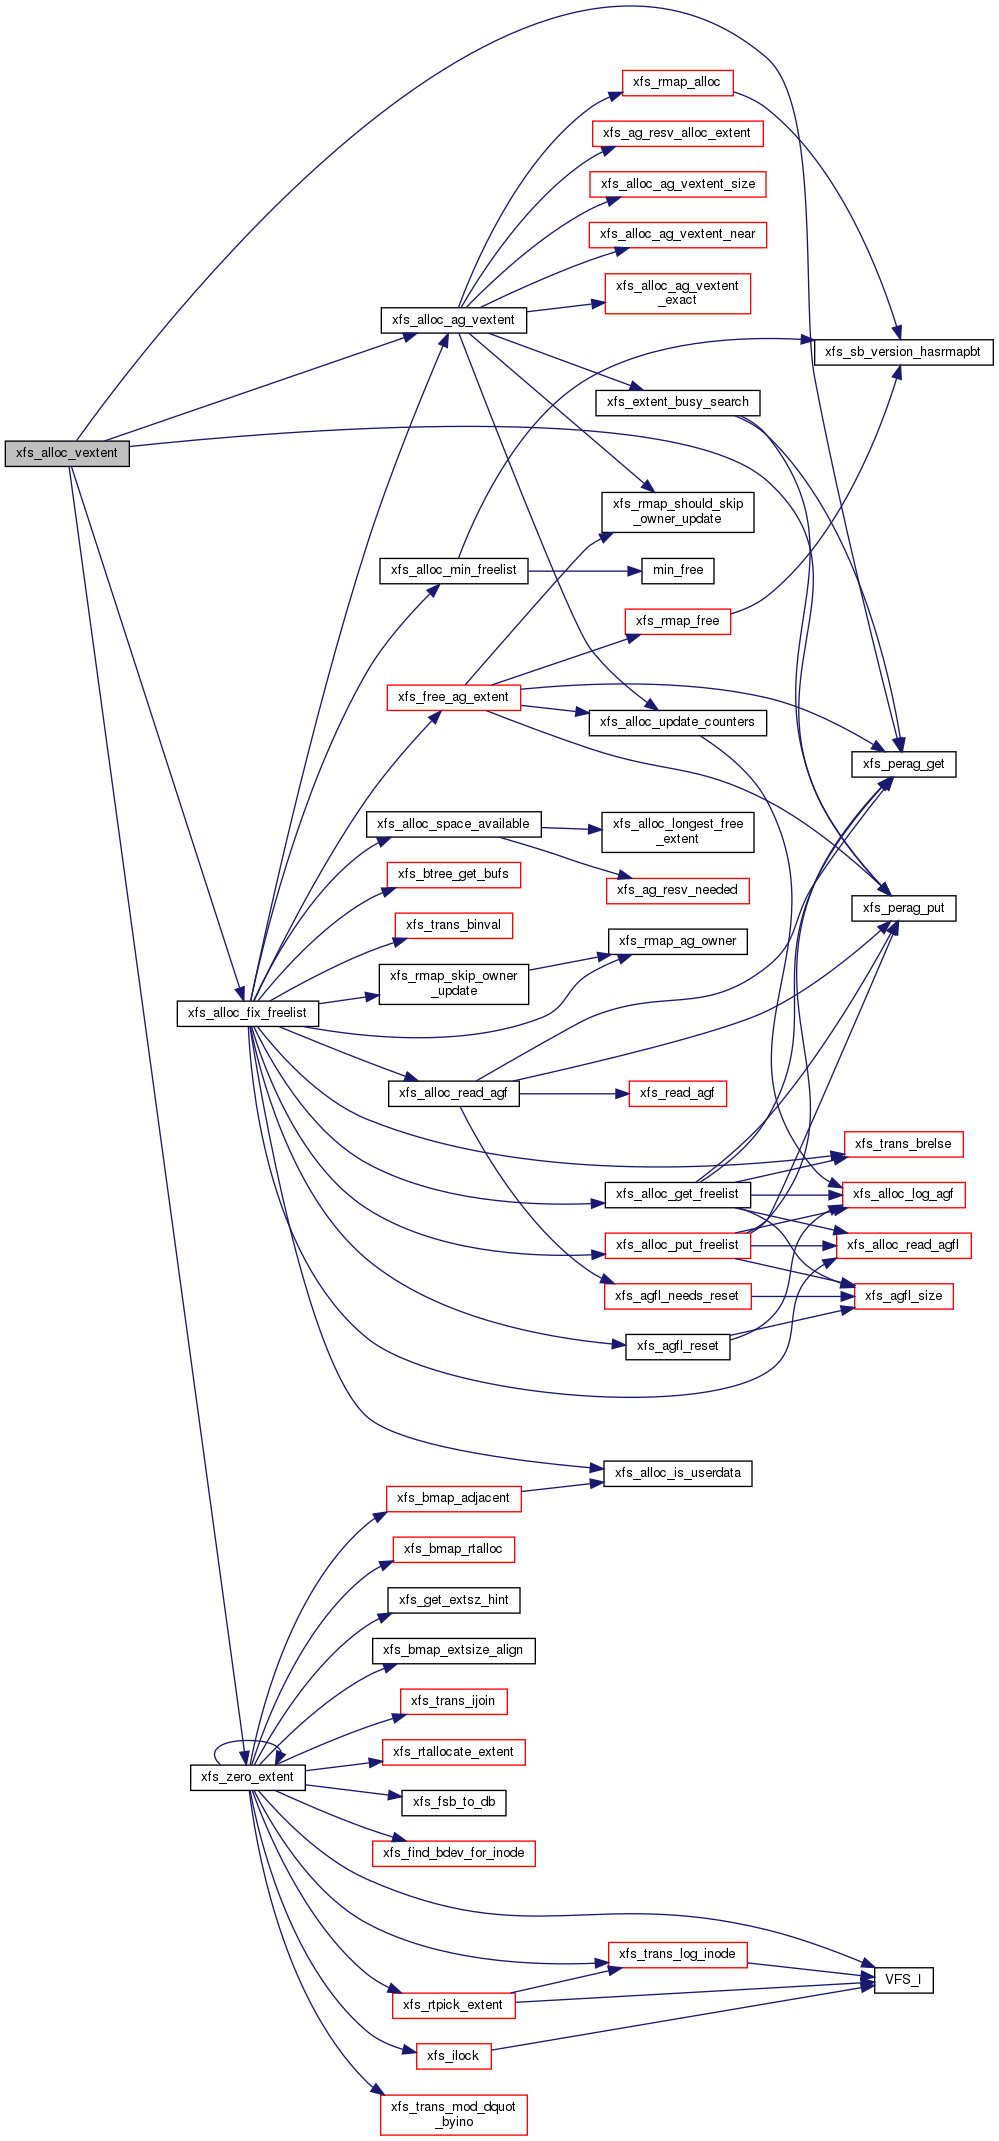 xfs_rmap_alloc
xfs_ag_resv_alloc_extent
xfs_alloc_ag_vextent_size
xfs_alloc_ag_vextent_near
xfs_alloc_ag_vextent
_exact
xfs_alloc_ag_vextent
xfs_sb_version_hasrmapbt
xfs_extent_busy_search
xfs_alloc_vextent
xfs_rmap_should_skip
_owner_update
xfs_alloc_min_freelist
min_free
xfs_rmap_free
xfs_free_ag_extent
xfs_alloc_update_counters
xfs_perag_get
xfs_alloc_space_available
xfs_alloc_longest_free
_extent
xfs_btree_get_bufs
xfs_ag_resv_needed
xfs_perag_put
xfs_trans_binval
xfs_rmap_ag_owner
xfs_rmap_skip_owner
_update
xfs_alloc_fix_freelist
xfs_alloc_read_agf
xfs_read_agf
xfs_trans_brelse
xfs_alloc_get_freelist
xfs_alloc_log_agf
xfs_alloc_put_freelist
xfs_alloc_read_agfl
xfs_agfl_needs_reset
xfs_agfl_size
xfs_agfl_reset
xfs_alloc_is_userdata
xfs_bmap_adjacent
xfs_bmap_rtalloc
xfs_get_extsz_hint
xfs_bmap_extsize_align
xfs_trans_ijoin
xfs_rtallocate_extent
xfs_zero_extent
xfs_fsb_to_db
xfs_find_bdev_for_inode
xfs_trans_log_inode
VFS_I
xfs_rtpick_extent
xfs_ilock
xfs_trans_mod_dquot
_byino